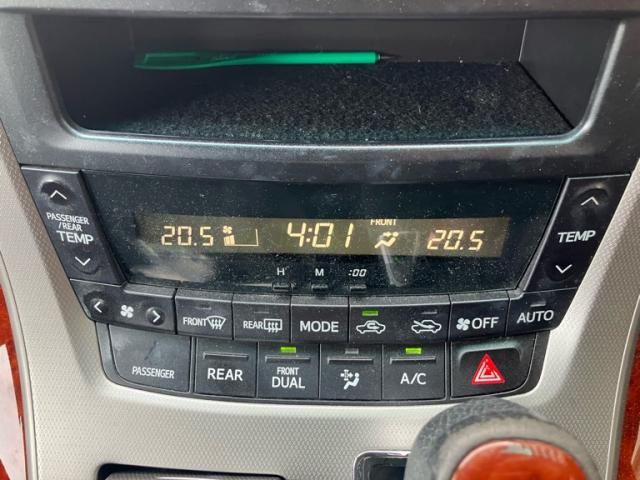 PASSENGER
/REAR
TEMP
20.5
4:01
FRONT
20.5
TEMP
H M :00
FRONT
REAR
MODE
OFF
AUTO
PASSENGER
REAR
FRONT
DUAL
A/C